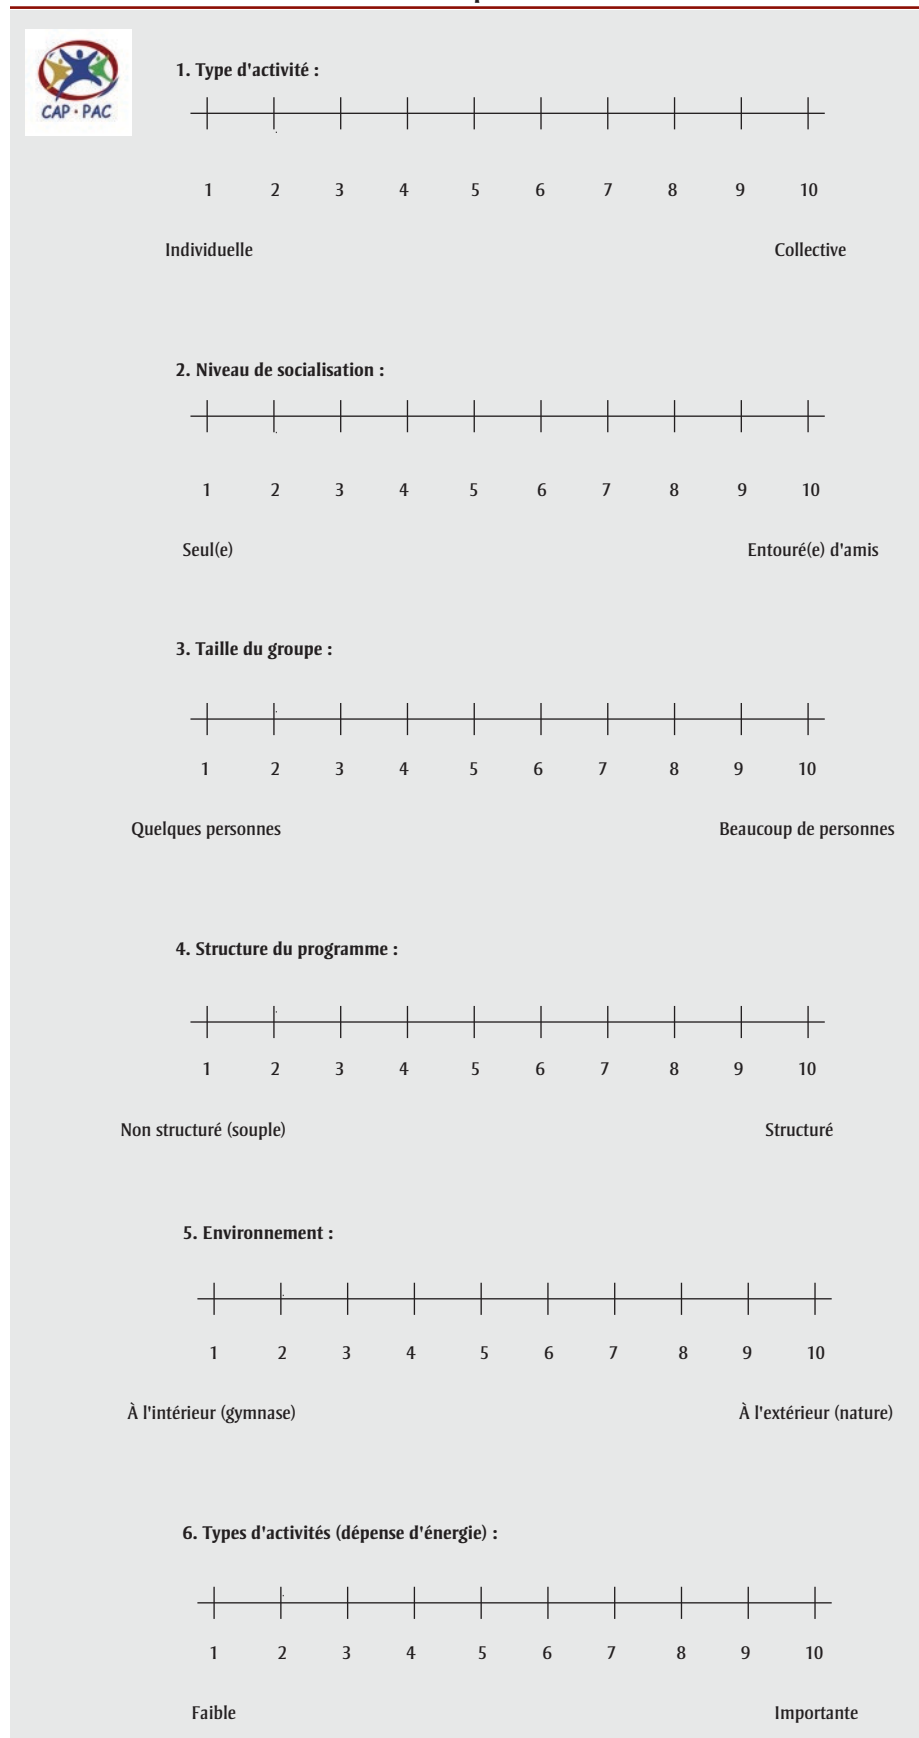 CAP • PAC
1. Type d'activité :
1 2 3 4 5 6 7 8 9 10
Individuelle Collective
2. Niveau de socialisation :
1 2 3 4 5 6 7 8 9 10
Seul(e) Entouré(e) d'amis
3. Taille du groupe :
1 2 3 4 5 6 7 8 9 10
Quelques personnes Beaucoup de personnes
4. Structure du programme :
1 2 3 4 5 6 7 8 9 10
Non structuré (souple) Structuré
5. Environnement :
1 2 3 4 5 6 7 8 9 10
À l'intérieur (gymnase) À l'extérieur (nature)
6. Types d'activités (dépense d'énergie) :
1 2 3 4 5 6 7 8 9 10
Faible Importante